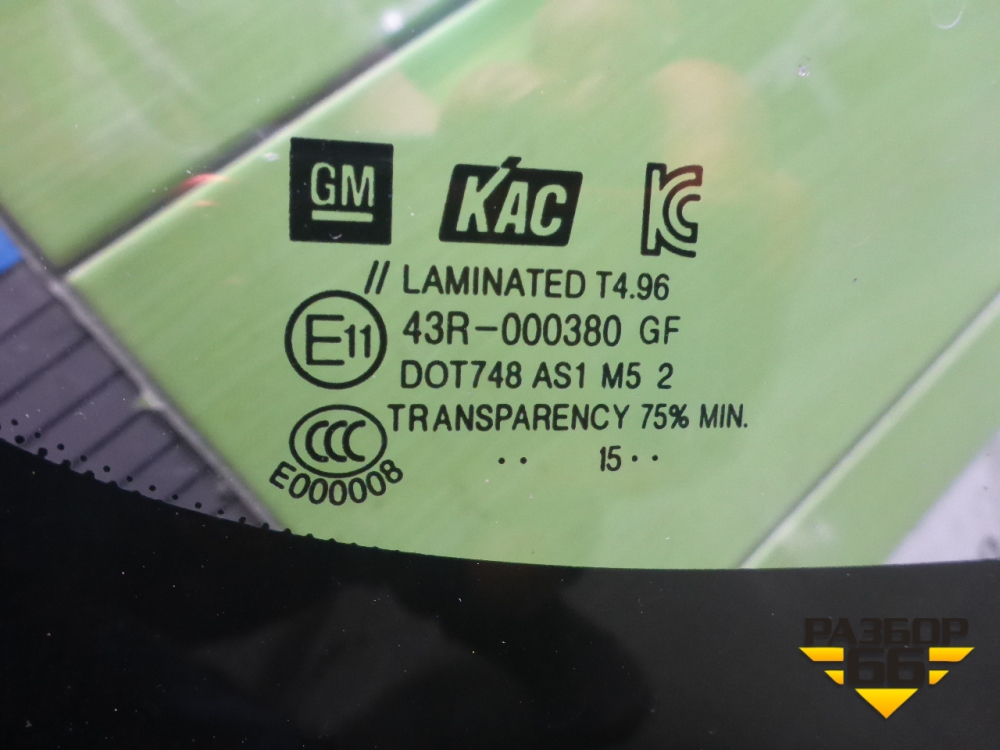 GM KAC KC
// LAMINATED T4.96
E11 43R-000380 GF
DOT748 AS1 M5 2
CCC TRANSPARENCY 75% MIN.
E000008
·· 15··
РАЗБОР
66